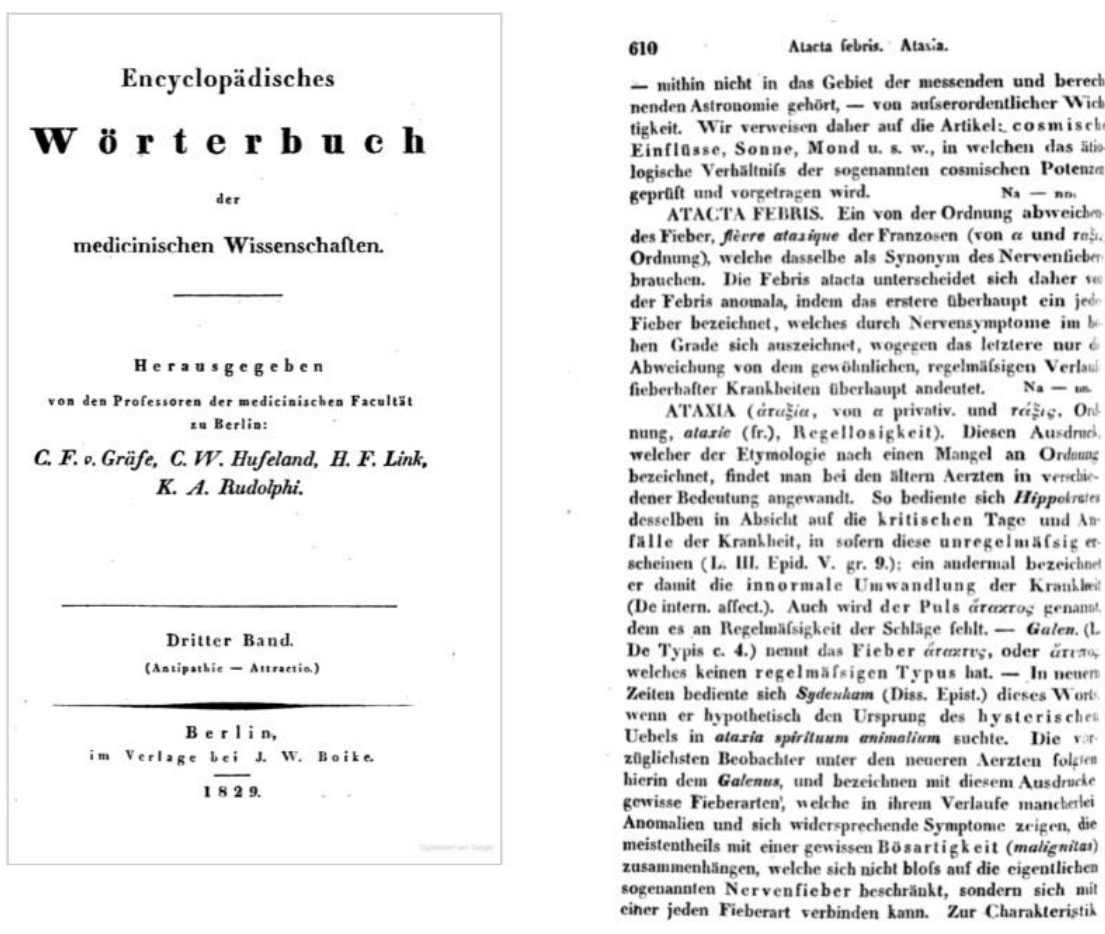 Encyclopädisches
Wörterbuch
der
medicinischen Wissenschaften.
Herausgegeben
von den Professoren der medicinischen Facultät
zu Berlin:
C. F. v. Gräfe, C. W. Hufeland, H. F. Link,
K. A. Rudolphi.
Dritter Band.
(Antipathie — Attractio.)
Berlin,
im Verlage bei J. W. Boike.
1829.
Digitalisiert von Google
610 Atacta febris. Ataxia.
— mithin nicht in das Gebiet der messenden und berech
nenden Astronomie gehört, — von aufserordentlicher Wich
tigkeit. Wir verweisen daher auf die Artikel: cosmische
Einflüsse, Sonne, Mond u. s. w., in welchen das ätio-
logische Verhältnifs der sogenannten cosmischen Potenzen
geprüft und vorgetragen wird. Na — nn.
ATACTA FEBRIS. Ein von der Ordnung abweichen-
des Fieber, fièvre ataxique der Franzosen (von α und ταξ.
Ordnung), welche dasselbe als Synonym des Nervenfieber
brauchen. Die Febris atacta unterscheidet sich daher
der Febris anomala, indem das erstere überhaupt ein jede
Fieber bezeichnet, welches durch Nervensymptome im ho-
hen Grade sich auszeichnet, wogegen das letztere nur
Abweichung von dem gewöhnlichen, regelmäfsigen Verlauf
fieberhafter Krankheiten überhaupt andeutet. Na — nn.
ATAXIA (ἀταξία, von α privativ. und τάξις, Ord-
nung, ataxie (fr.), Regellosigkeit). Diesen Ausdruck,
welcher der Etymologie nach einen Mangel an Ordnung
bezeichnet, findet man bei den ältern Aerzten in verschie-
dener Bedeutung angewandt. So bediente sich Hippokrates
desselben in Absicht auf die kritischen Tage und An-
fälle der Krankheit, in sofern diese unregelmäfsig er-
scheinen (L. III. Epid. V. gr. 9.); ein andermal bezeichnet
er damit die innormale Umwandlung der Krankheit
(De intern. affect.). Auch wird der Puls ἄτακτος genannt,
dem es an Regelmäfsigkeit der Schläge fehlt. — Galen. (L.
De Typis c. 4.) nennt das Fieber oder
welches keinen regelmäfsigen Typus hat. — In neuern
Zeiten bediente sich Sydenham (Diss. Epist.) dieses Worts,
wenn er hypothetisch den Ursprung des hysterischen
Uebels in ataxia spirituum animalium suchte. Die vor-
züglichsten Beobachter unter den neueren Aerzten folgten
hierin dem Galenus, und bezeichnen mit diesem Ausdrucke
gewisse Fieberarten, welche in ihrem Verlaufe mancherlei
Anomalien und sich widersprechende Symptome zeigen, die
meistentheils mit einer gewissen Bösartigkeit (malignitas)
zusammenhängen, welche sich nicht blofs auf die eigentlichen
sogenannten Nervenfieber beschränkt, sondern sich mit
einer jeden Fieberart verbinden kann. Zur Charakteristik